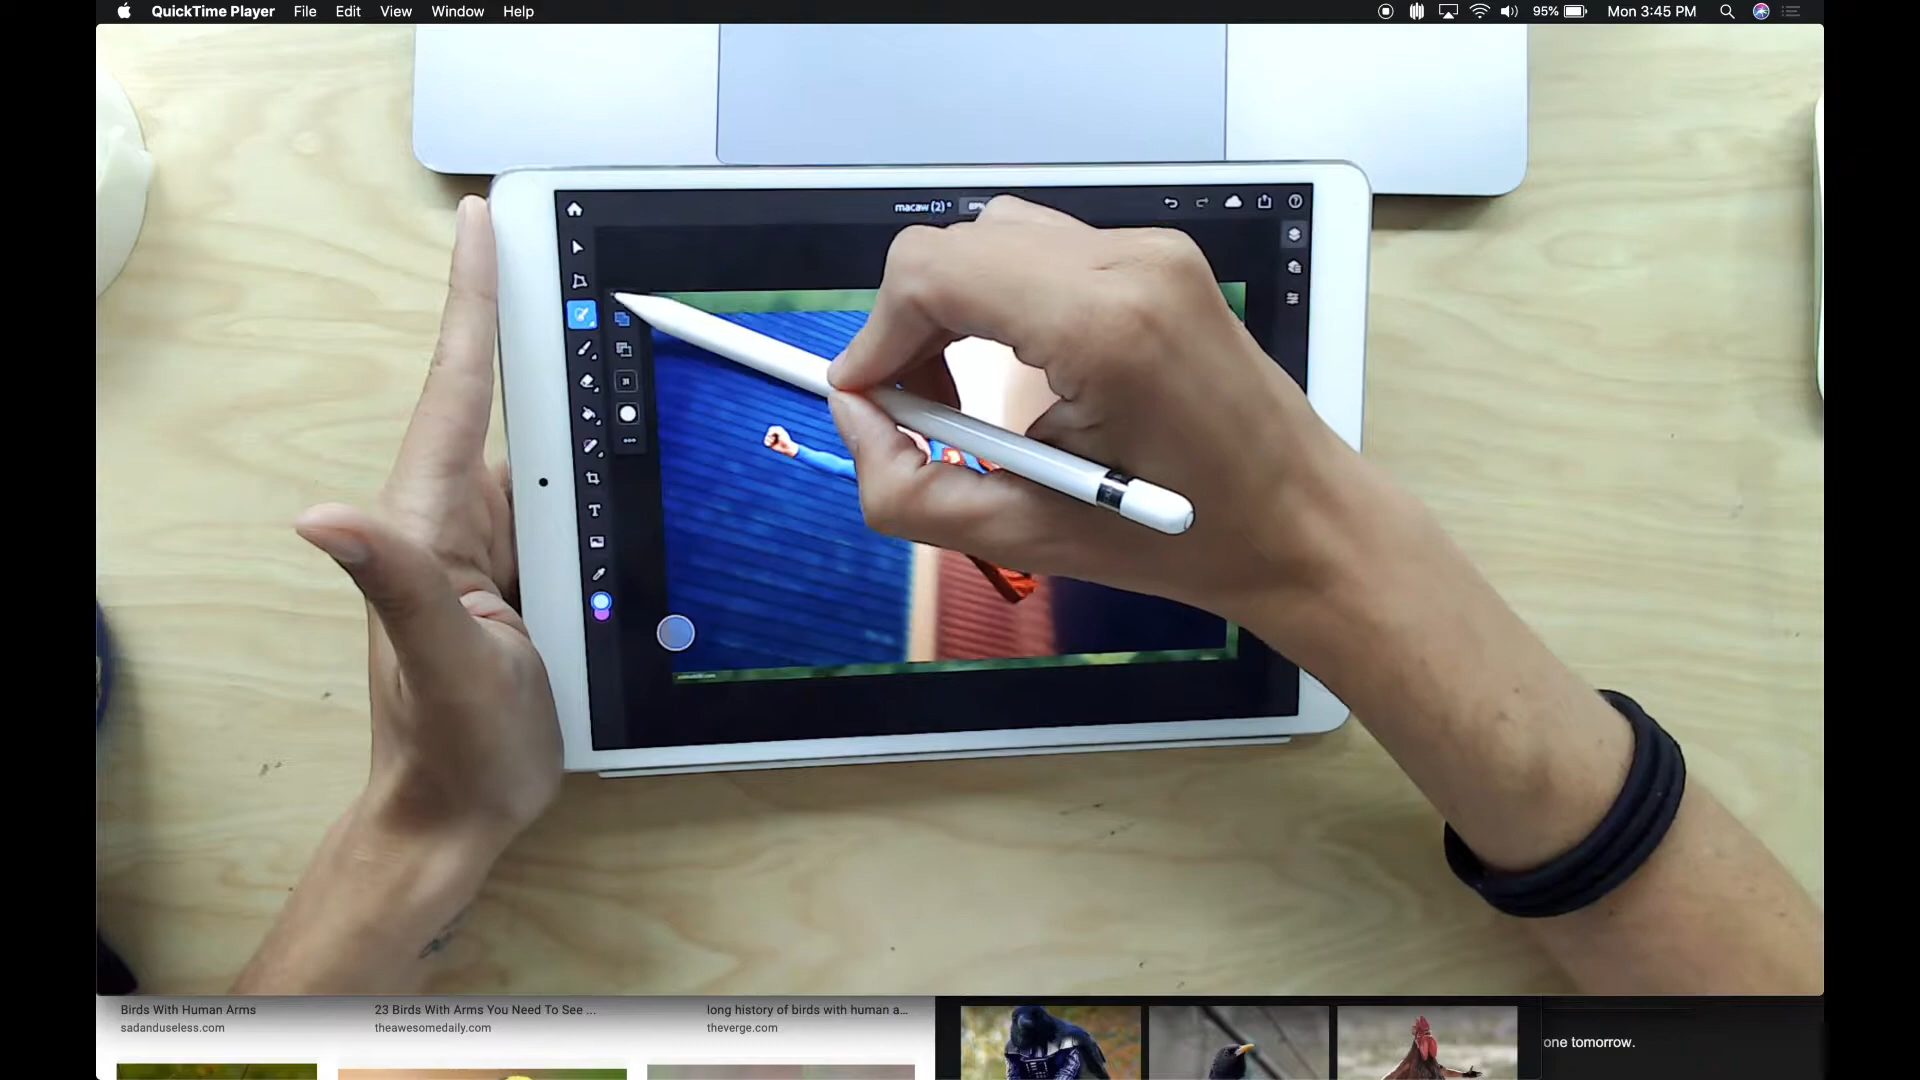 QuickTime Player File Edit View Window Help 95% Mon 3:45 PM
macaw (2) *
T
Birds With Human Arms 23 Birds With Arms You Need To See ... long history of birds with human a...
sadanduseless.com theawesomedaily.com theverge.com
one tomorrow.